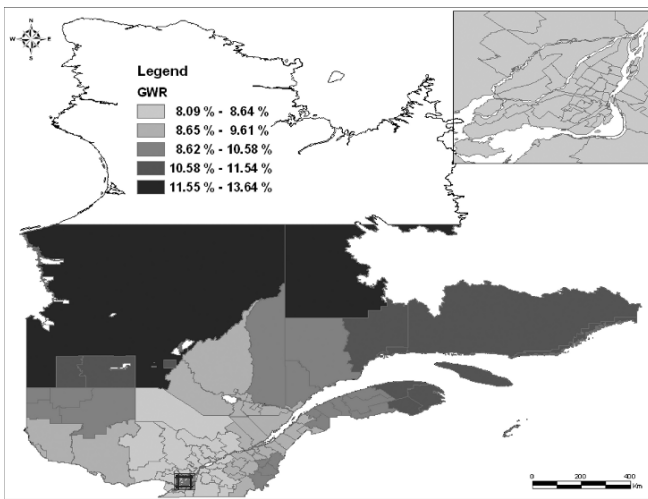 N
W E
S
Legend
GWR
8.09 % - 8.64 %
8.65 % - 9.61 %
8.62 % - 10.58 %
10.58 % - 11.54 %
11.55 % - 13.64 %
0 100 200 400
Km